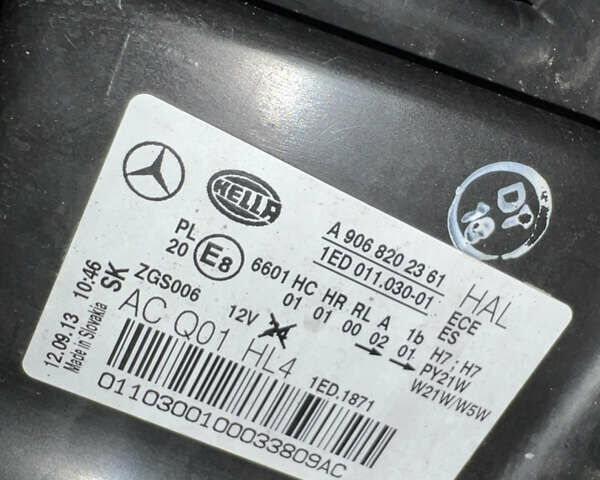 HELLA
A 906 820 23 61
1ED 011.030-01
HAL
PL
20
E8
6601 HC HR RL A 1b ECE
01 01 00 02 01 ES
ZGS006
12V
H7; H7
PY21W
W21W/W5W
AC Q01 HL4
1ED.1871
12.09.13 10:46
Made in Slovakia
SK
0110300100033809AC